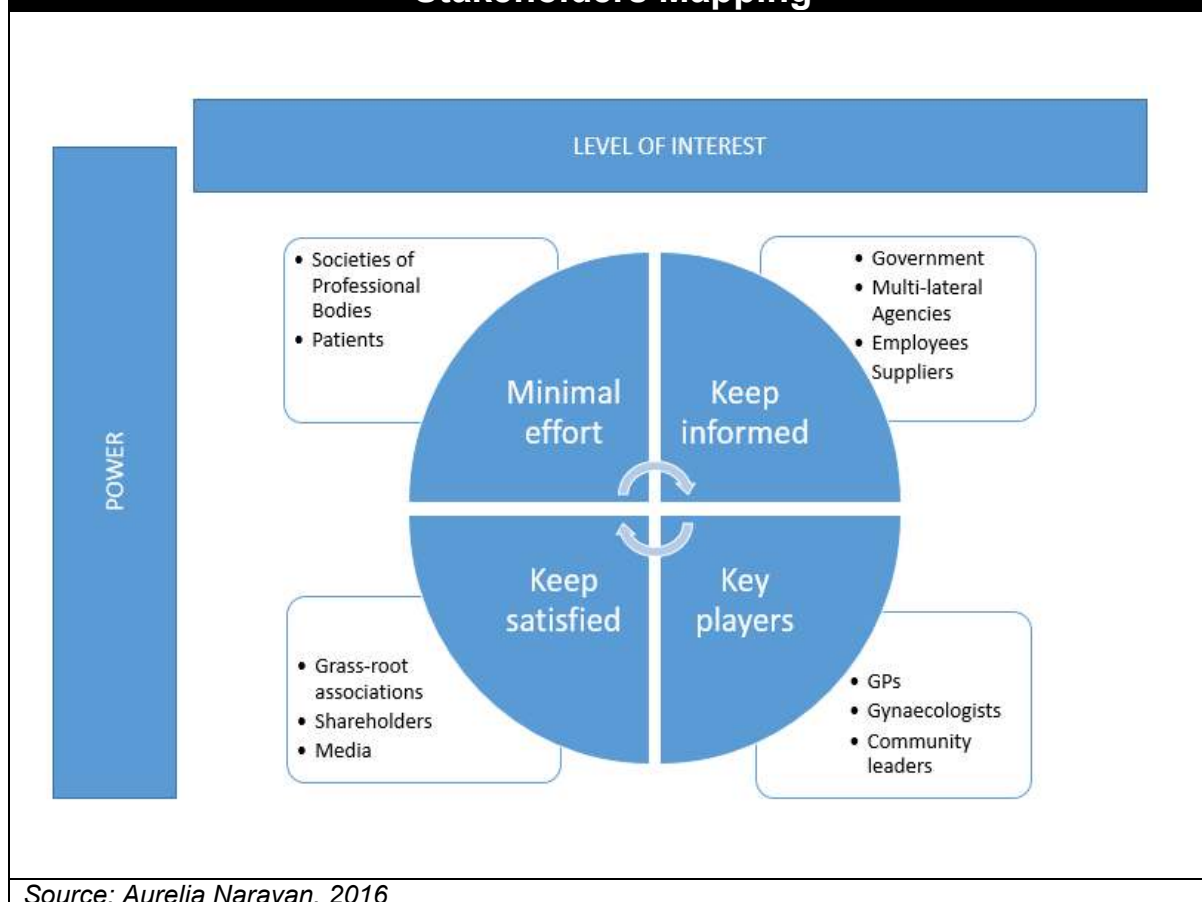 Stakeholders Mapping
LEVEL OF INTEREST
POWER
• Societies of
Professional
Bodies
• Patients
• Government
• Multi-lateral
Agencies
• Employees
Suppliers
Minimal
effort
Keep
informed
Keep
satisfied
Key
players
• Grass-root
associations
• Shareholders
• Media
• GPs
• Gynaecologists
• Community
leaders
Source: Aurelia Narayan, 2016